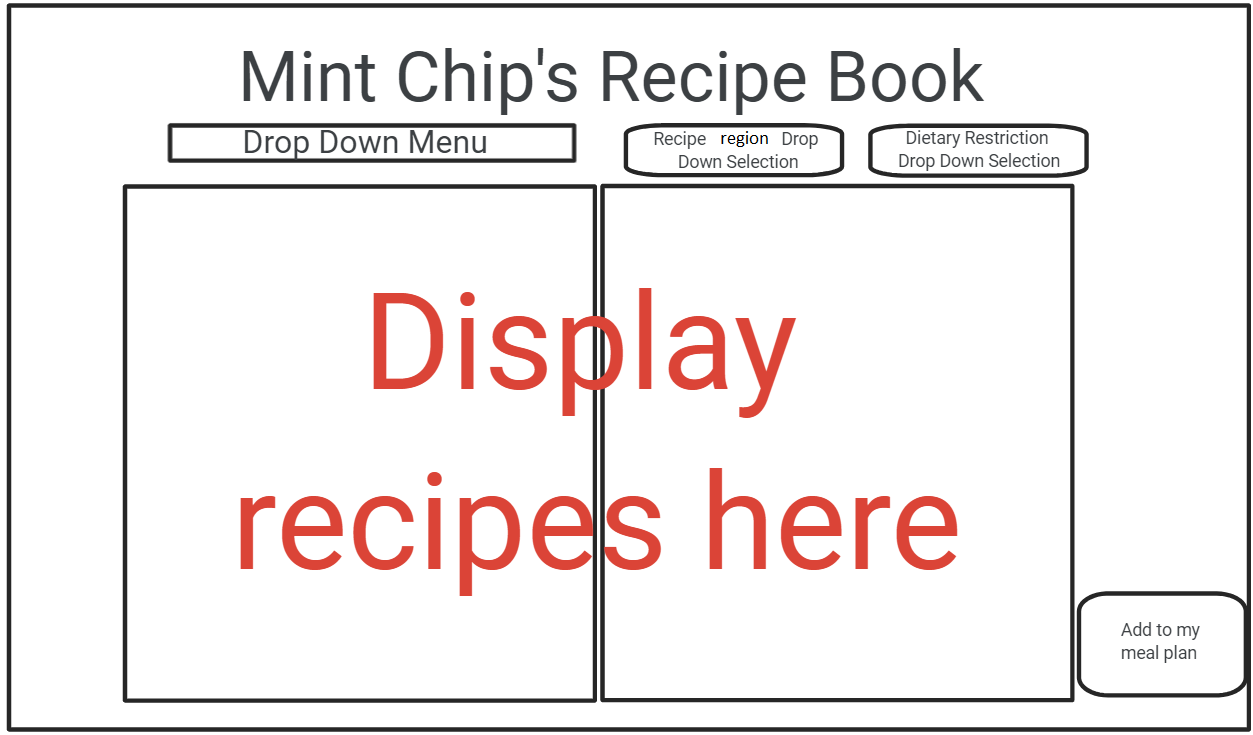 Mint Chip's Recipe Book
Drop Down Menu
Recipe region Drop
Down Selection
Dietary Restriction
Drop Down Selection
Display
recipes here
Add to my
meal plan